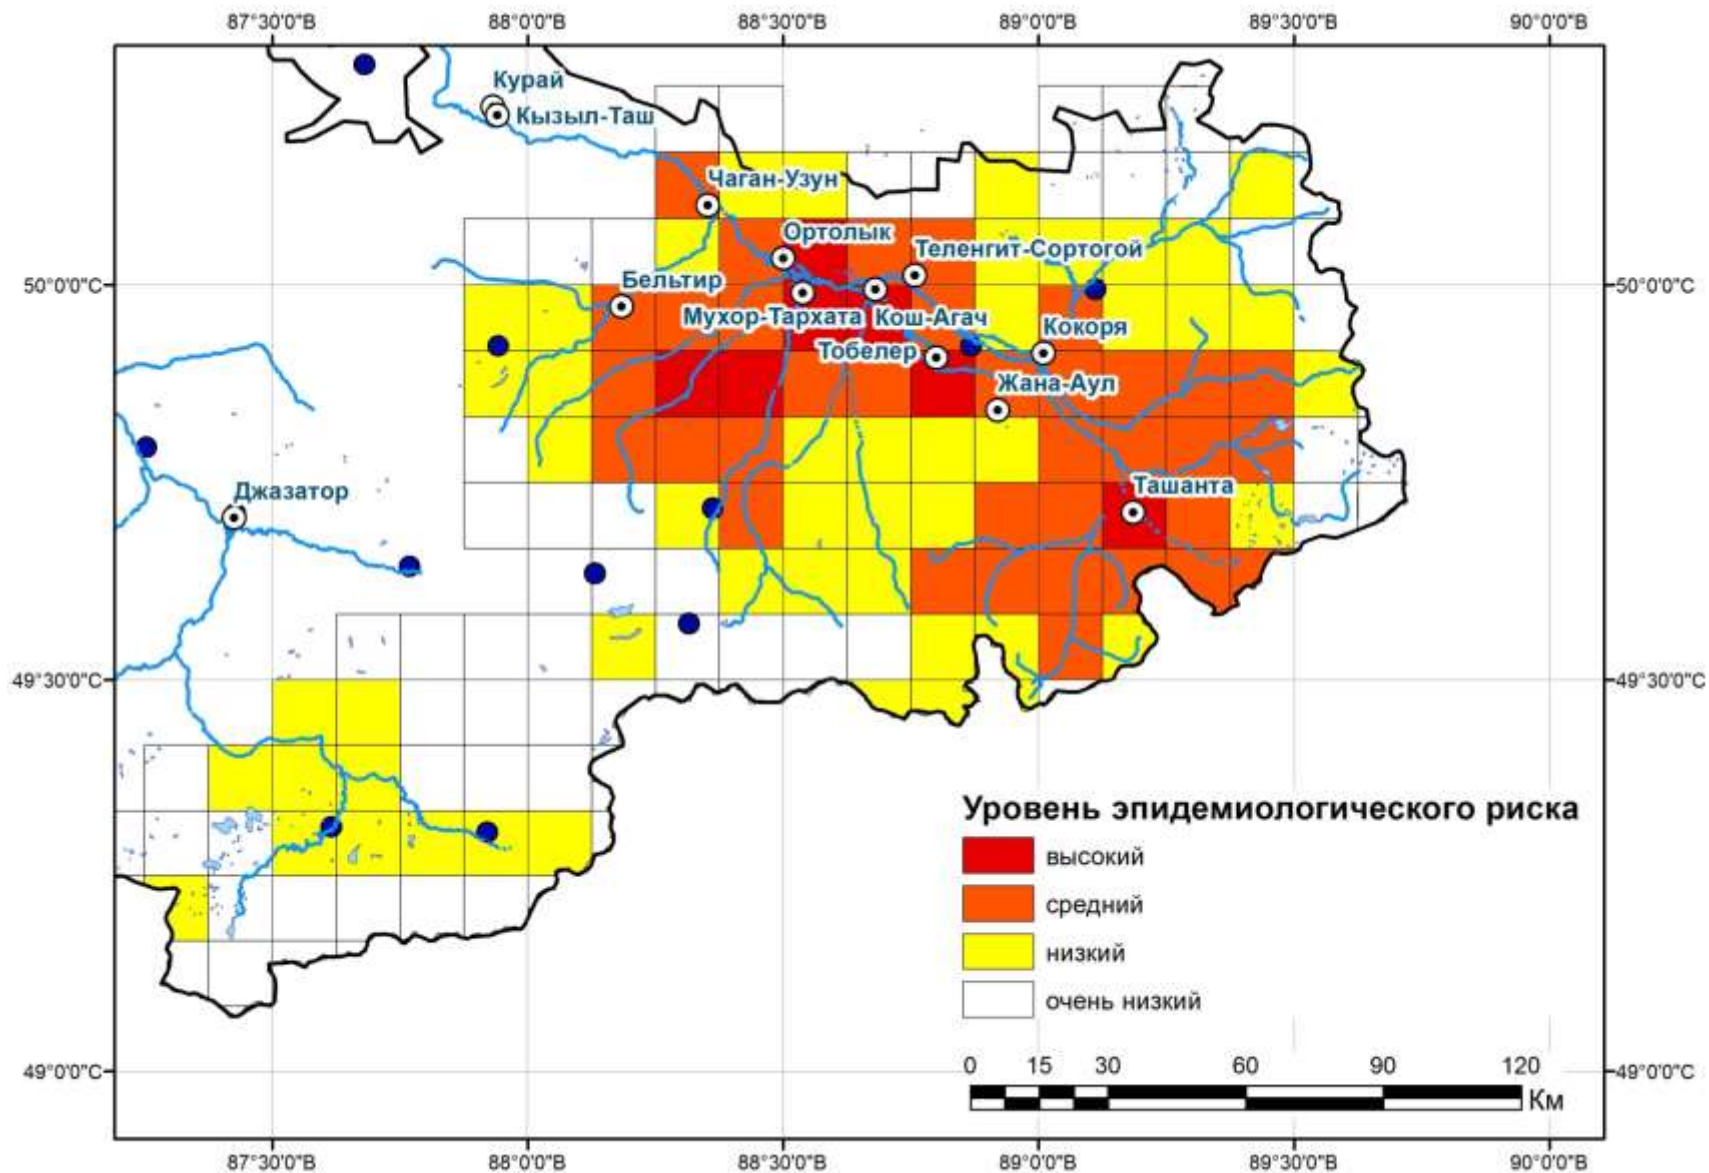 87°30'0"В 88°0'0"В 88°30'0"В 89°0'0"В 89°30'0"В 90°0'0"В
Курай
Кызыл-Таш
Чаган-Узун
Ортолык
Теленгит-Сортогой
Бельтир
50°0'0"С 50°0'0"С
Мухор-Тархата
Кош-Агач
Кокоря
Тобелер
Жана-Аул
Джазатор
Ташанта
49°30'0"С 49°30'0"С
Уровень эпидемиологического риска
высокий
средний
низкий
очень низкий
0 15 30 60 90 120
Км
49°0'0"С 49°0'0"С
87°30'0"В 88°0'0"В 88°30'0"В 89°0'0"В 89°30'0"В 90°0'0"В